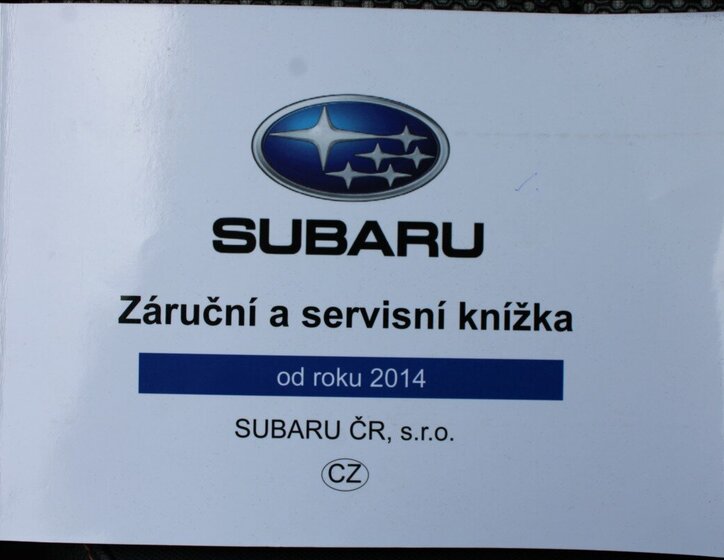 SUBARU
Záruční a servisní knížka
od roku 2014
SUBARU ČR, s.r.o.
CZ